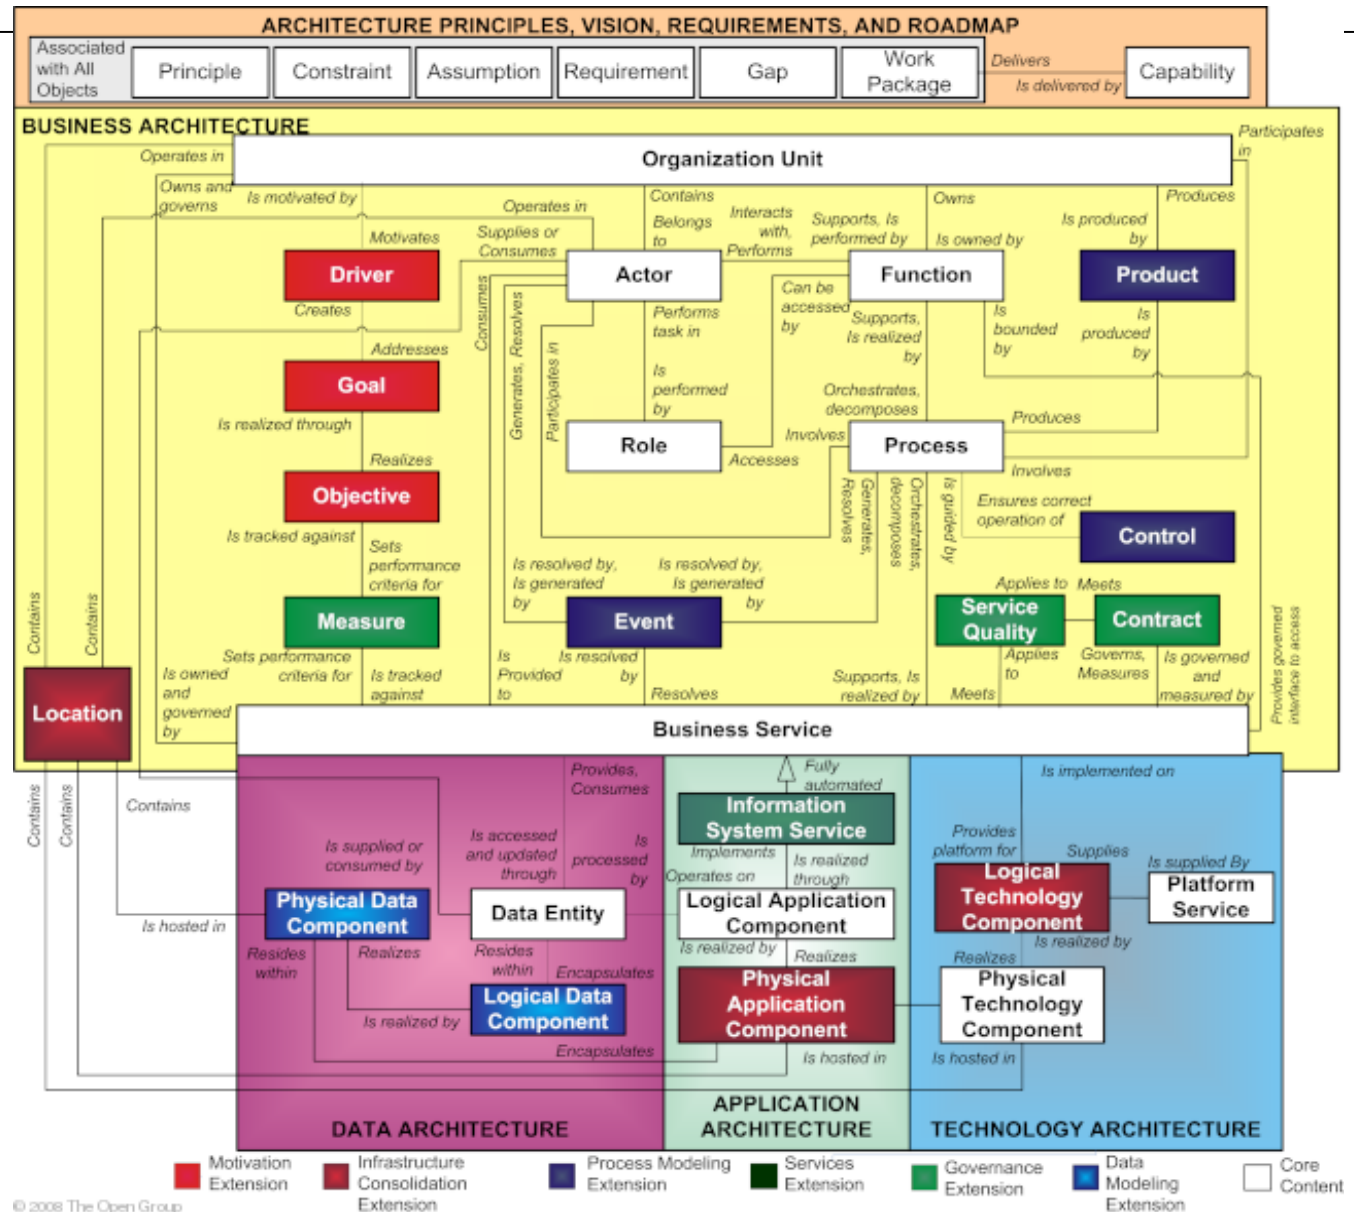 ARCHITECTURE PRINCIPLES, VISION, REQUIREMENTS, AND ROADMAP
Associated
with All
Objects
Principle
Constraint
Assumption
Requirement
Gap
Work
Package
Delivers
Is delivered by
Capability
BUSINESS ARCHITECTURE
Participates
in
Operates in
Organization Unit
Owns and
governs
Is motivated by
Operates in
Contains
Belongs
to
Interacts
with,
Performs
Supports, Is
performed by
Owns
Is owned by
Produces
Is produced
by
Motivates
Supplies or
Consumes
Driver
Actor
Function
Product
Creates
Consumes
Generates, Resolves
Participates in
Performs
task in
Can be
accessed
by
Supports,
Is realized
by
Is
bounded
by
Is
produced
by
Addresses
Goal
Is
performed
by
Orchestrates,
decomposes
Is realized through
Produces
Role
Involves
Process
Accesses
Involves
Realizes
Objective
Generates,
Resolves
Orchestrates,
decomposes
Is guided by
Ensures correct
operation of
Control
Is tracked against
Sets
performance
criteria for
Is resolved by,
Is generated
by
Is resolved by,
Is generated
by
Applies to
Meets
Measure
Event
Service
Quality
Contract
Contains
Contains
Provides governed
interface to access
Sets performance
criteria for
Is tracked
against
Is
Provided
to
Is resolved
by
Resolves
Supports, Is
realized by
Applies
to
Meets
Governs,
Measures
Is governed
and
measured by
Location
Is owned
and
governed
by
Business Service
Contains
Contains
Contains
Provides,
Consumes
Fully
automated
Is implemented on
Information
System Service
Is supplied or
consumed by
Is accessed
and updated
through
Is
processed
by
Implements
Operates on
Is realized
through
Provides
platform for
Supplies
Is supplied By
Physical Data
Component
Data Entity
Logical Application
Component
Logical
Technology
Component
Platform
Service
Is hosted in
Resides
within
Realizes
Resides
within
Encapsulates
Is realized by
Realizes
Is realized by
Realizes
Logical Data
Component
Physical
Application
Component
Physical
Technology
Component
Is realized by
Encapsulates
Is hosted in
Is hosted in
DATA ARCHITECTURE
APPLICATION
ARCHITECTURE
TECHNOLOGY ARCHITECTURE
Motivation
Extension
Infrastructure
Consolidation
Extension
Process Modeling
Extension
Services
Extension
Governance
Extension
Data
Modeling
Extension
Core
Content
© 2008 The Open Group